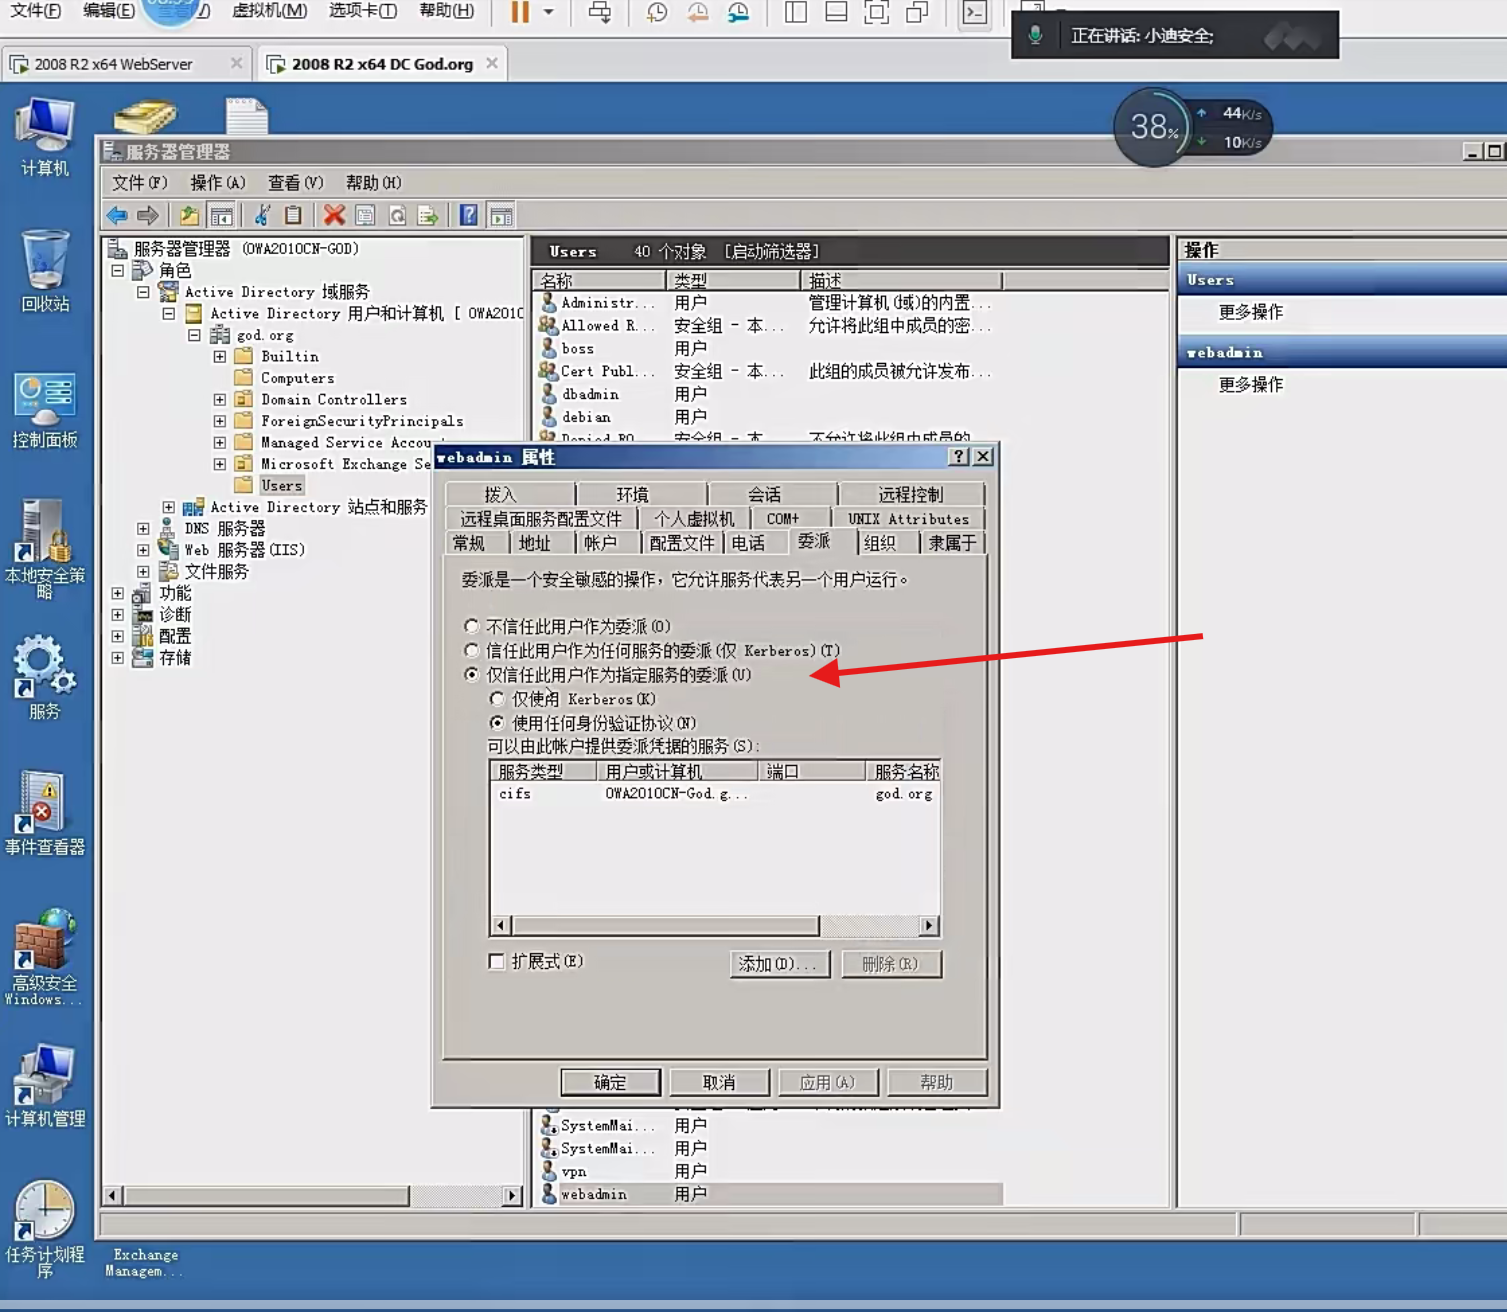 文件(F) 编辑(E) 虚拟机(M) 选项卡(T) 帮助(H)
正在讲话: 小迪安全;
2008 R2 x64 WebServer
2008 R2 x64 DC God.org
38%
44K/s
10K/s
计算机
回收站
控制面板
本地安全策
略
服务
事件查看器
高级安全
Windows...
计算机管理
任务计划程
序
Exchange
Managem...
服务器管理器
文件(F) 操作(A) 查看(V) 帮助(H)
服务器管理器 (OWA2010CN-GOD)
角色
Active Directory 域服务
Active Directory 用户和计算机 [ OWA201C
god.org
Builtin
Computers
Domain Controllers
ForeignSecurityPrincipals
Managed Service Accou
Microsoft Exchange Se
Users
Active Directory 站点和服务
DNS 服务器
Web 服务器(IIS)
文件服务
功能
诊断
配置
存储
Users 40 个对象 [启动筛选器]
名称 类型 描述
Administr... 用户 管理计算机(域)的内置...
Allowed R... 安全组 - 本... 允许将此组中成员的密...
boss 用户
Cert Publ... 安全组 - 本... 此组的成员被允许发布...
dbadmin 用户
debian 用户
Denied RO 安全组 - 本 不允许将此组中成员的
SystemMai... 用户
SystemMai... 用户
vpn 用户
webadmin 用户
操作
Users
更多操作
webadmin
更多操作
webadmin 属性
拨入 环境 会话 远程控制
远程桌面服务配置文件 个人虚拟机 COM+ UNIX Attributes
常规 地址 帐户 配置文件 电话 委派 组织 隶属于
委派是一个安全敏感的操作，它允许服务代表另一个用户运行。
不信任此用户作为委派(O)
信任此用户作为任何服务的委派(仅 Kerberos)(T)
仅信任此用户作为指定服务的委派(U)
仅使用 Kerberos(K)
使用任何身份验证协议(N)
可以由此帐户提供委派凭据的服务(S):
服务类型 用户或计算机 端口 服务名称
cifs OWA2010CN-God.g... god.org
扩展式(E)
添加(D)... 删除(R)
确定 取消 应用(A) 帮助